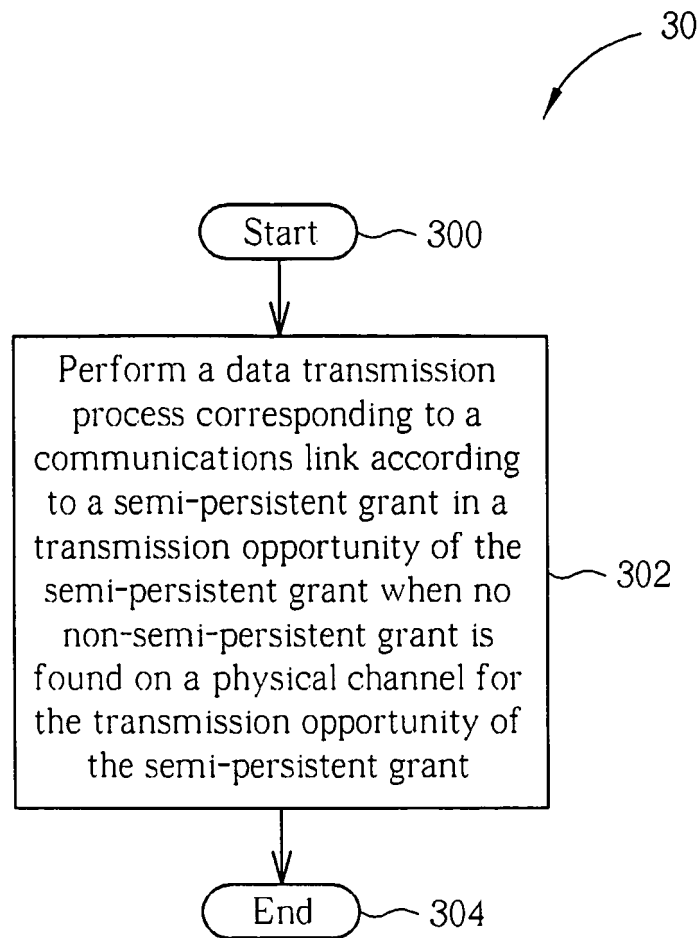 30
Start
300
Perform a data transmission
process corresponding to a
communications link according
to a semi-persistent grant in a
transmission opportunity of the
semi-persistent grant when no
non-semi-persistent grant is
found on a physical channel for
the transmission opportunity of
the semi-persistent grant
302
End
304